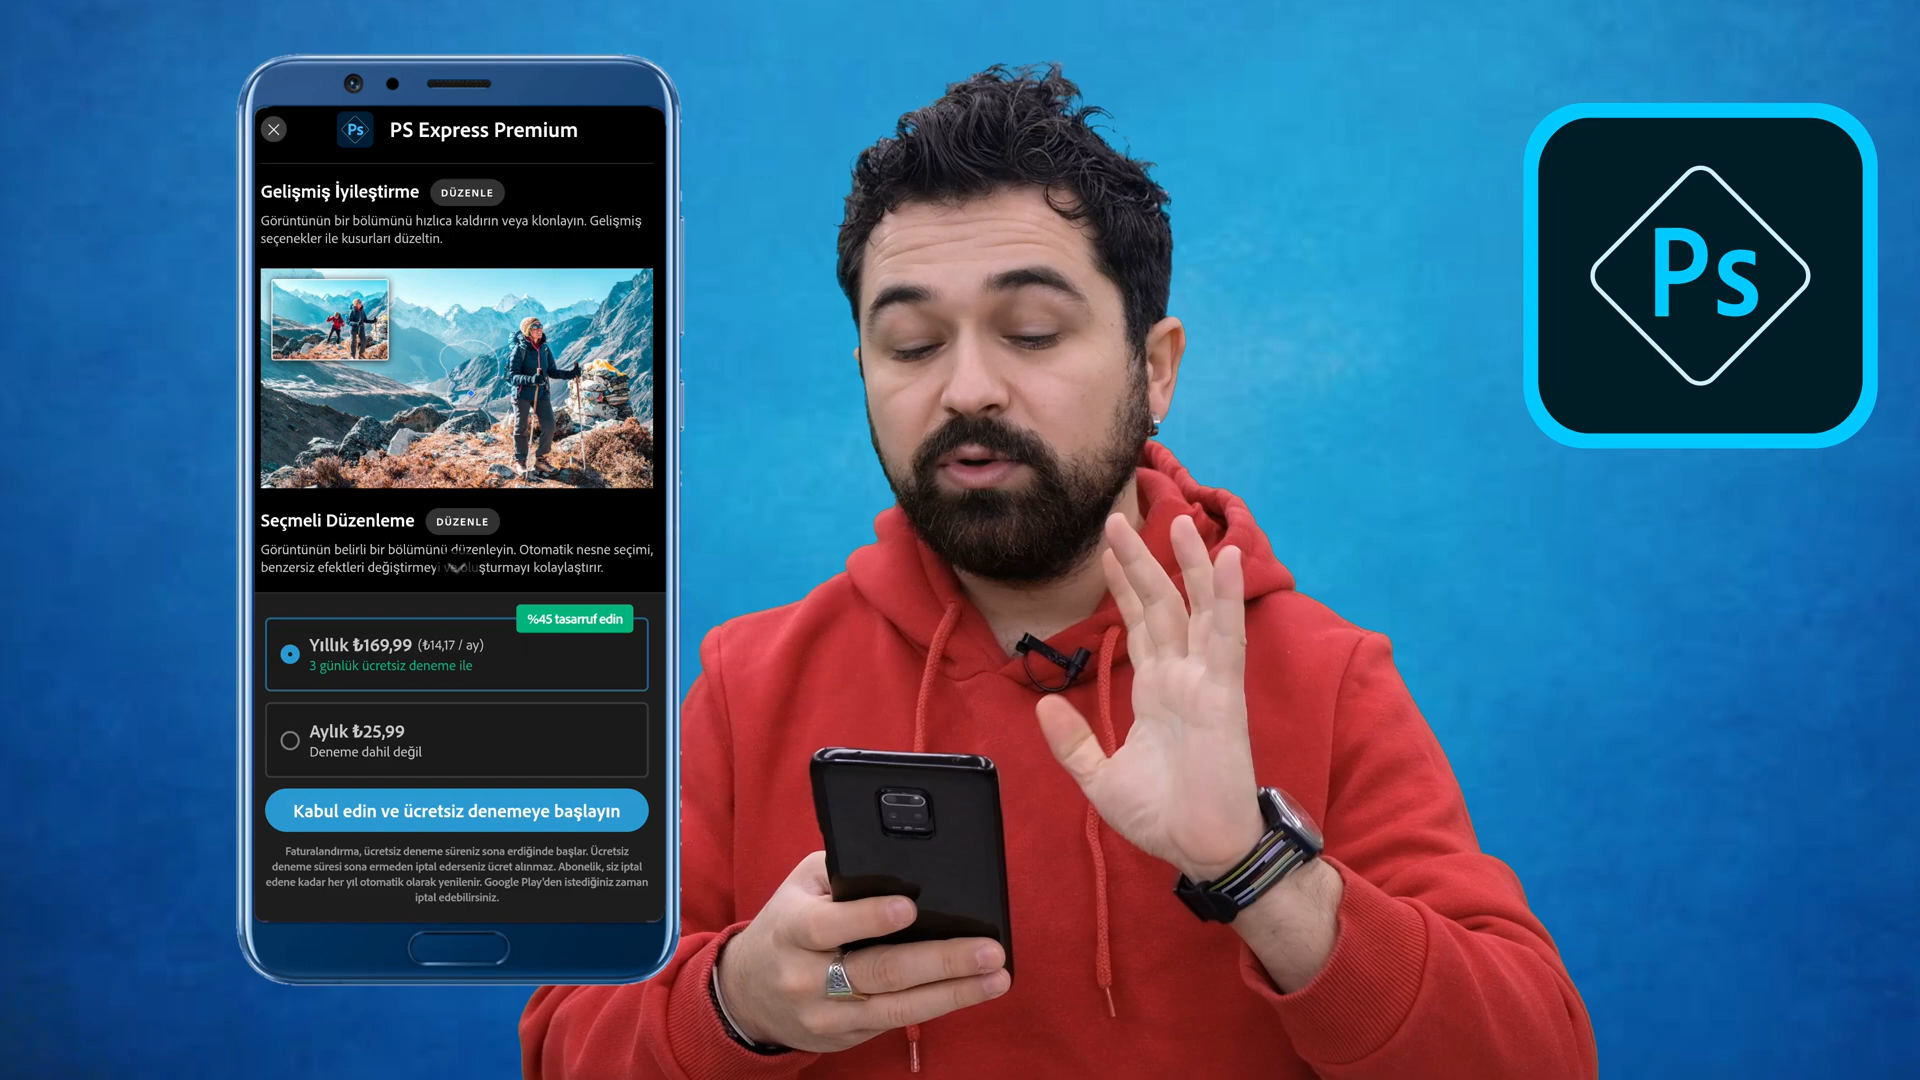 Ps PS Express Premium
Gelişmiş İyileştirme DÜZENLE
Görüntünün bir bölümünü hızlıca kaldırın veya klonlayın. Gelişmiş
seçenekler ile kusurları düzeltin.
Seçmeli Düzenleme DÜZENLE
Görüntünün belirli bir bölümünü düzenleyin. Otomatik nesne seçimi,
benzersiz efektleri değiştirmeyi ve oluşturmayı kolaylaştırır.
%45 tasarruf edin
Yıllık ₺169,99 (₺14,17 / ay)
3 günlük ücretsiz deneme ile
Aylık ₺25,99
Deneme dahil değil
Kabul edin ve ücretsiz denemeye başlayın
Faturalandırma, ücretsiz deneme süreniz sona erdiğinde başlar. Ücretsiz
deneme süresi sona ermeden iptal ederseniz ücret alınmaz. Abonelik, siz iptal
edene kadar her yıl otomatik olarak yenilenir. Google Play'den istediğiniz zaman
iptal edebilirsiniz.
Ps